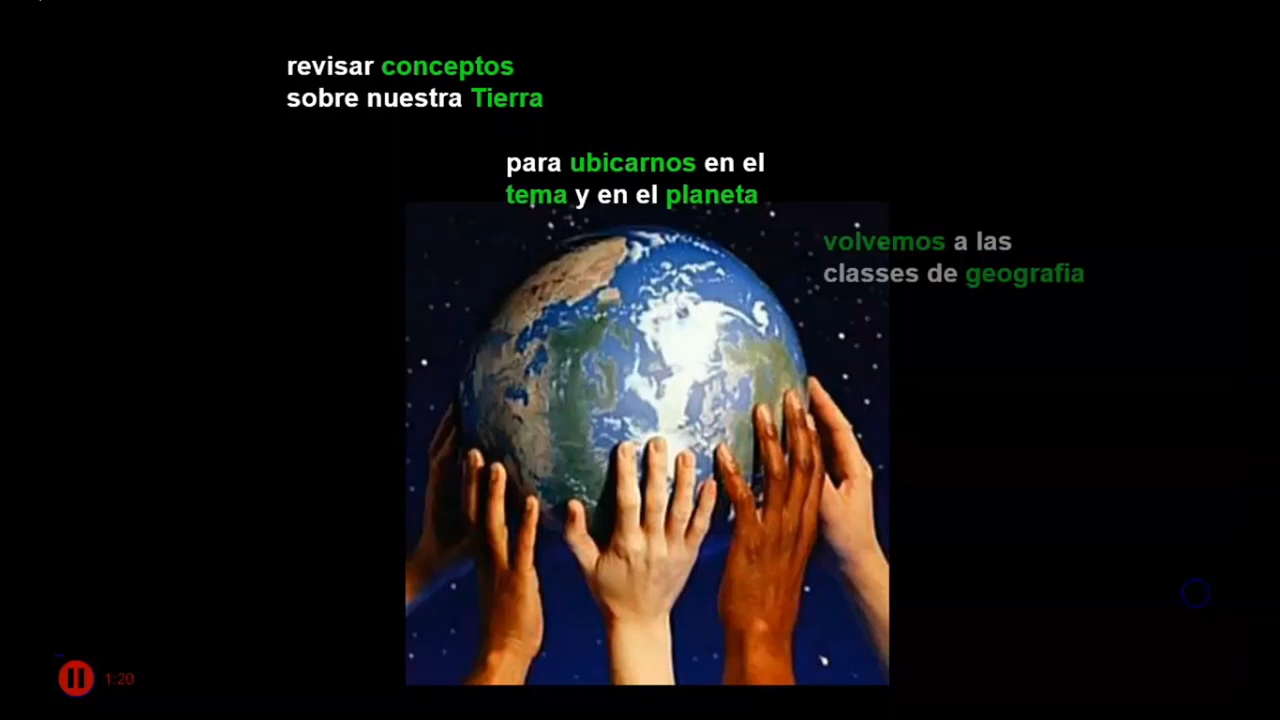 revisar conceptos
sobre nuestra Tierra
para ubicarnos en el
tema y en el planeta
volvemos a las
classes de geografia
1:20